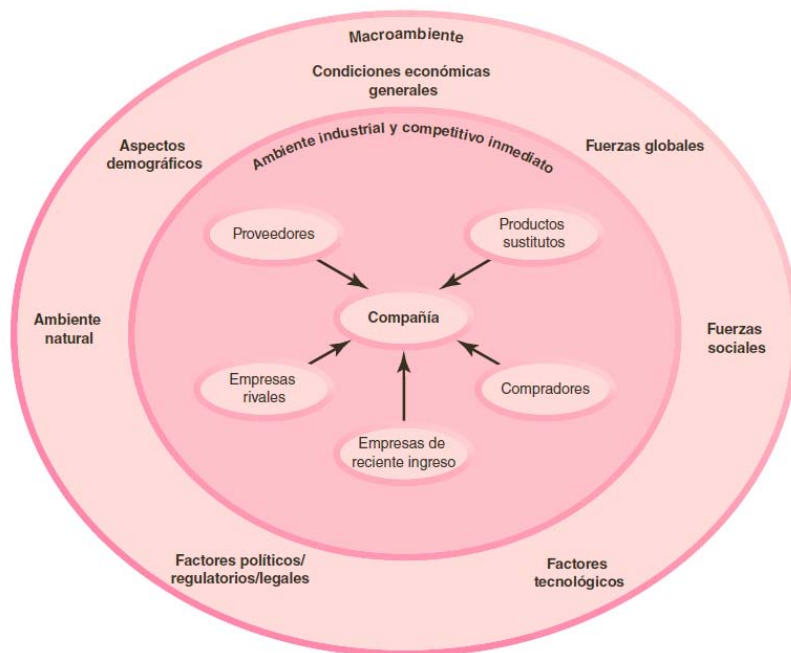 Macroambiente
Condiciones económicas
generales
Aspectos
demográficos
Ambiente industrial y competitivo inmediato
Fuerzas globales
Proveedores
Productos
sustitutos
Ambiente
natural
Compañía
Fuerzas
sociales
Empresas
rivales
Compradores
Empresas de
reciente ingreso
Factores políticos/
regulatorios/legales
Factores
tecnológicos